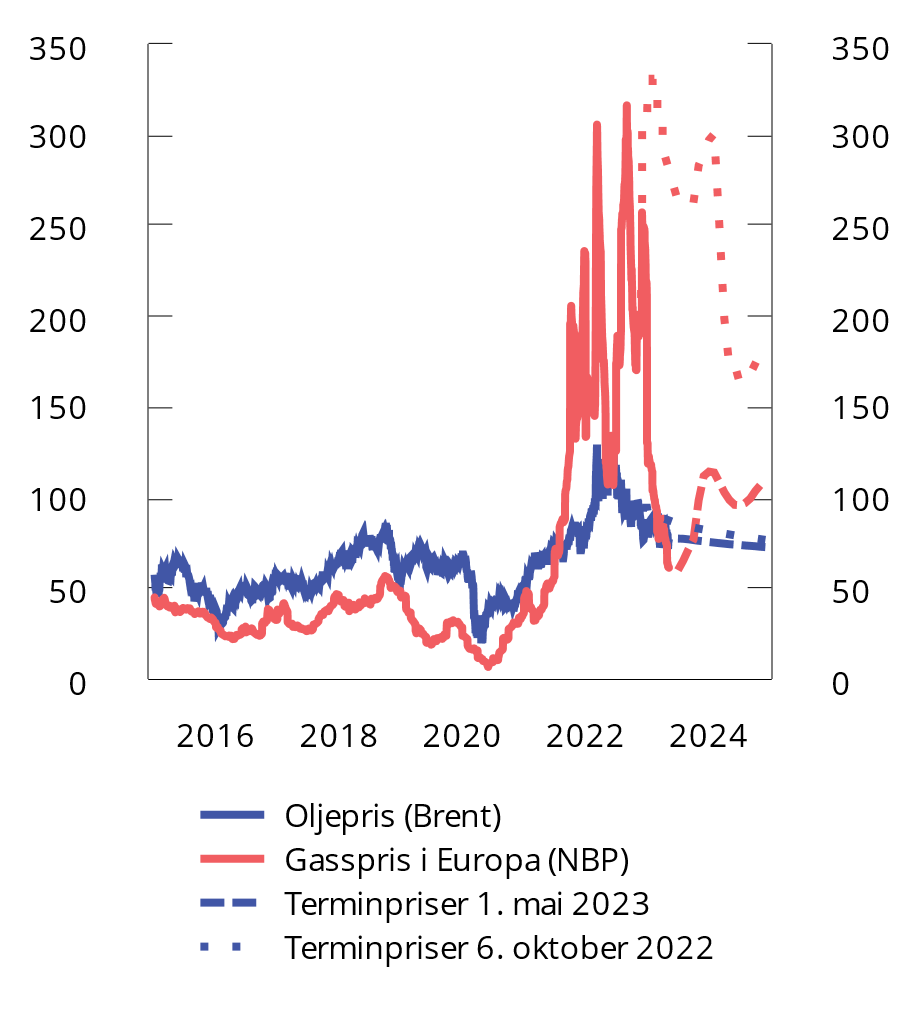 350 350
300 300
250 250
200 200
150 150
100 100
50 50
0 0
2016 2018 2020 2022 2024
Oljepris (Brent)
Gasspris i Europa (NBP)
Terminpriser 1. mai 2023
Terminpriser 6. oktober 2022